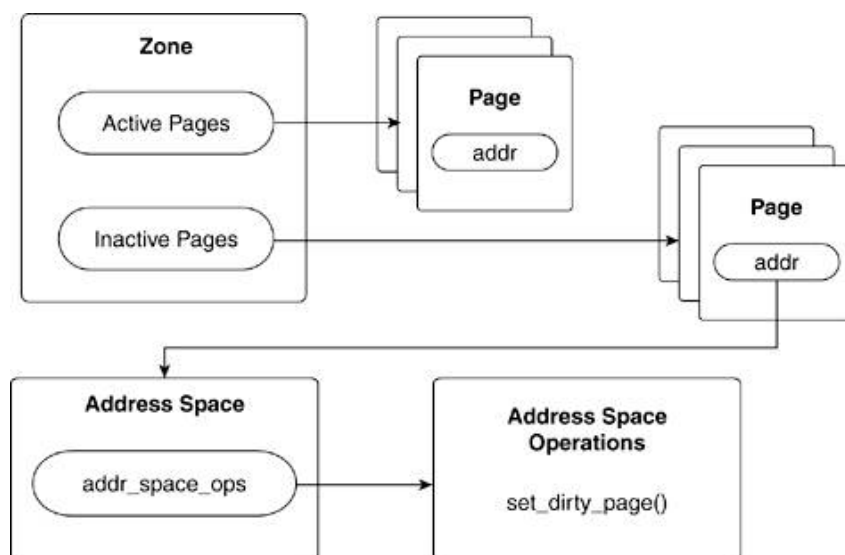 Zone
Active Pages
Inactive Pages
Page
addr
Page
addr
Address Space
addr_space_ops
Address Space
Operations
set_dirty_page()